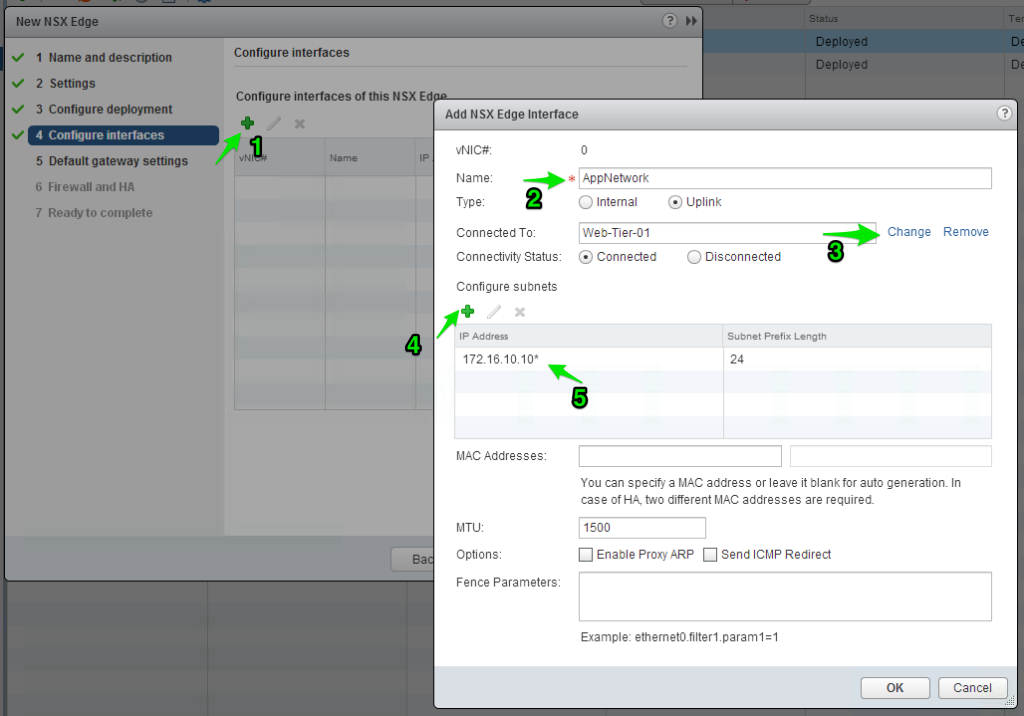 New NSX Edge
?
Status
Deployed
Deployed
1 Name and description
2 Settings
3 Configure deployment
4 Configure interfaces
5 Default gateway settings
6 Firewall and HA
7 Ready to complete
Configure interfaces
Configure interfaces of this NSX Edge
1
vNIC#
Name
Add NSX Edge Interface
?
vNIC#: 0
Name: * AppNetwork
2
Type: Internal Uplink
Connected To: Web-Tier-01 Change Remove
3
Connectivity Status: Connected Disconnected
Configure subnets
4
IP Address Subnet Prefix Length
172.16.10.10* 24
5
MAC Addresses:
You can specify a MAC address or leave it blank for auto generation. In
case of HA, two different MAC addresses are required.
MTU: 1500
Options: Enable Proxy ARP Send ICMP Redirect
Fence Parameters:
Example: ethernet0.filter1.param1=1
OK Cancel